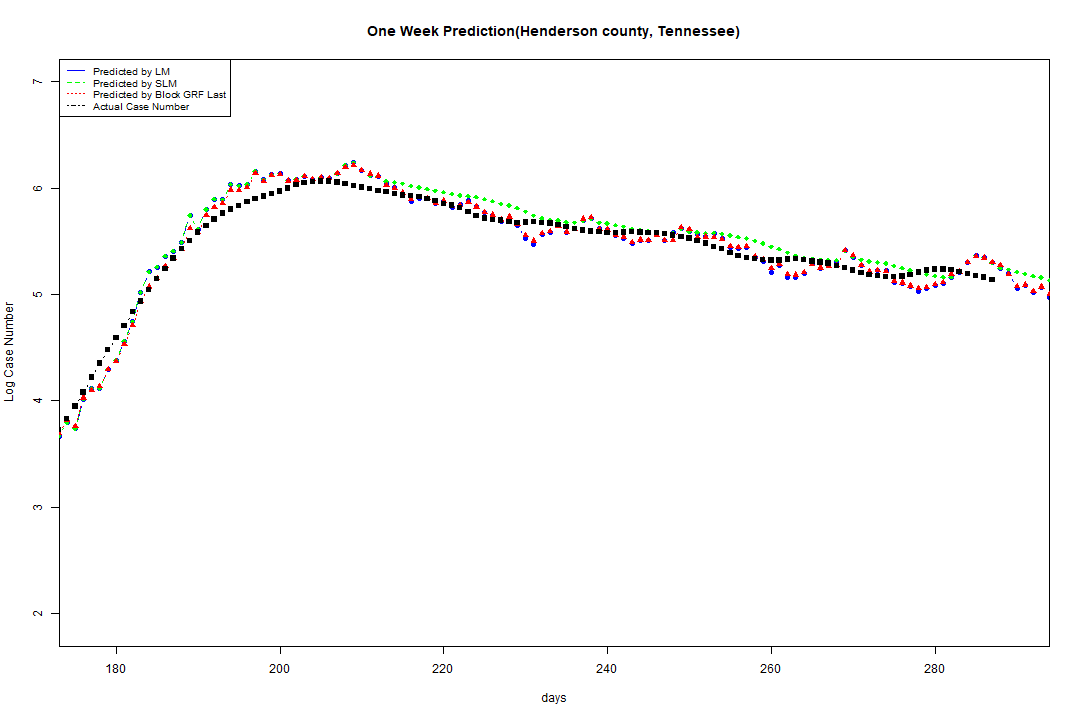 One Week Prediction(Henderson county, Tennessee)
Predicted by LM
Predicted by SLM
Predicted by Block GRF Last
Actual Case Number
7
6
5
4
3
2
Log Case Number
180 200 220 240 260 280
days